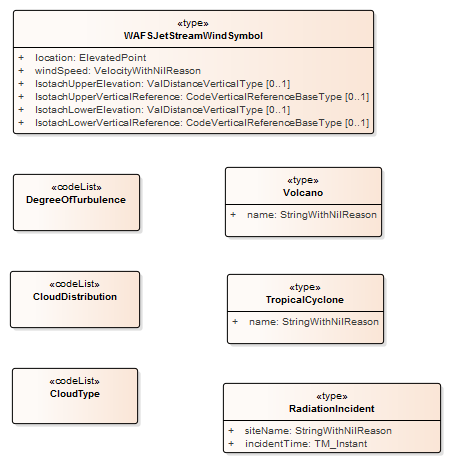 «type»
WAFSJetStreamWindSymbol
+ location: ElevatedPoint
+ windSpeed: VelocityWithNilReason
+ IsotachUpperElevation: ValDistanceVerticalType [0..1]
+ IsotachUpperVerticalReference: CodeVerticalReferenceBaseType [0..1]
+ IsotachLowerElevation: ValDistanceVerticalType [0..1]
+ IsotachLowerVerticalReference: CodeVerticalReferenceBaseType [0..1]
«codeList»
DegreeOfTurbulence
«type»
Volcano
+ name: StringWithNilReason
«codeList»
CloudDistribution
«type»
TropicalCyclone
+ name: StringWithNilReason
«codeList»
CloudType
«type»
RadiationIncident
+ siteName: StringWithNilReason
+ incidentTime: TM_Instant